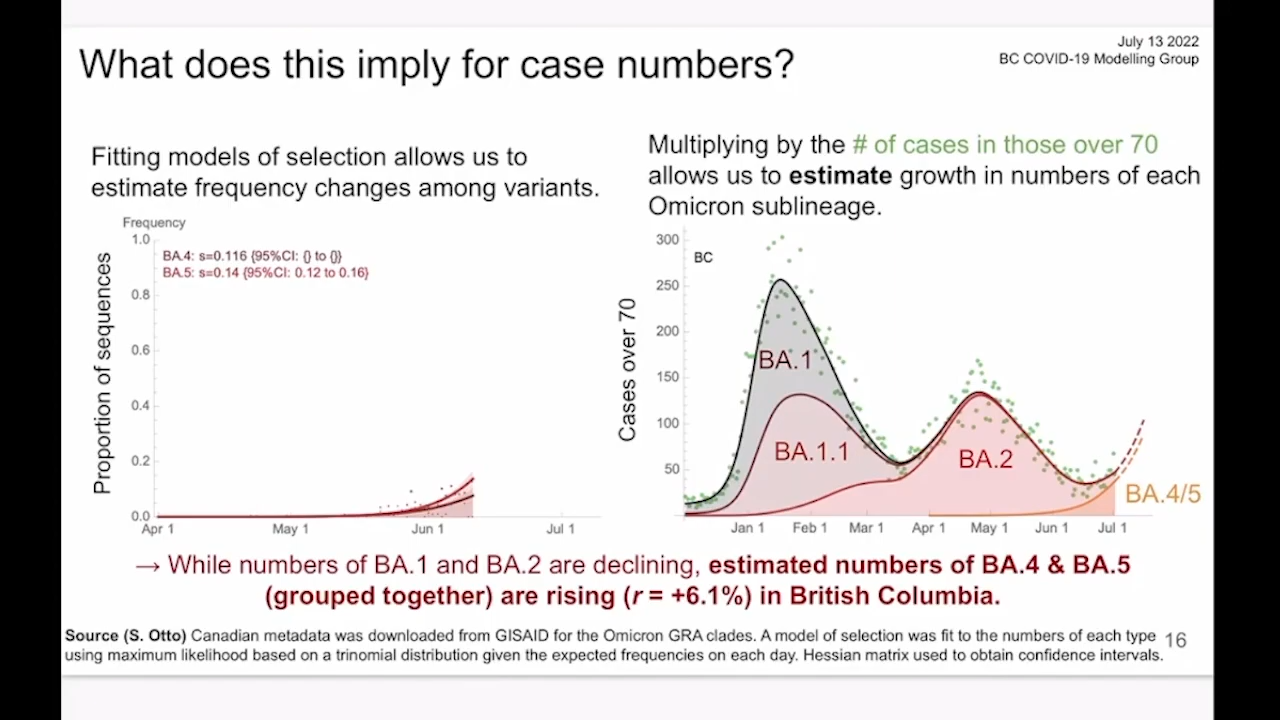 What does this imply for case numbers?
July 13 2022
BC COVID-19 Modelling Group
Fitting models of selection allows us to
estimate frequency changes among variants.
Frequency
Proportion of sequences
1.0
0.8
0.6
0.4
0.2
0.0
BA.4: s=0.116 {95%CI: {} to {}}
BA.5: s=0.14 {95%CI: 0.12 to 0.16}
Apr 1 May 1 Jun 1 Jul 1
Multiplying by the # of cases in those over 70
allows us to estimate growth in numbers of each
Omicron sublineage.
Cases over 70
300
250
200
150
100
50
BC
BA.1
BA.1.1
BA.2
BA.4/5
Jan 1 Feb 1 Mar 1 Apr 1 May 1 Jun 1 Jul 1
→ While numbers of BA.1 and BA.2 are declining, estimated numbers of BA.4 & BA.5
(grouped together) are rising (r = +6.1%) in British Columbia.
Source (S. Otto) Canadian metadata was downloaded from GISAID for the Omicron GRA clades. A model of selection was fit to the numbers of each type
using maximum likelihood based on a trinomial distribution given the expected frequencies on each day. Hessian matrix used to obtain confidence intervals.
16